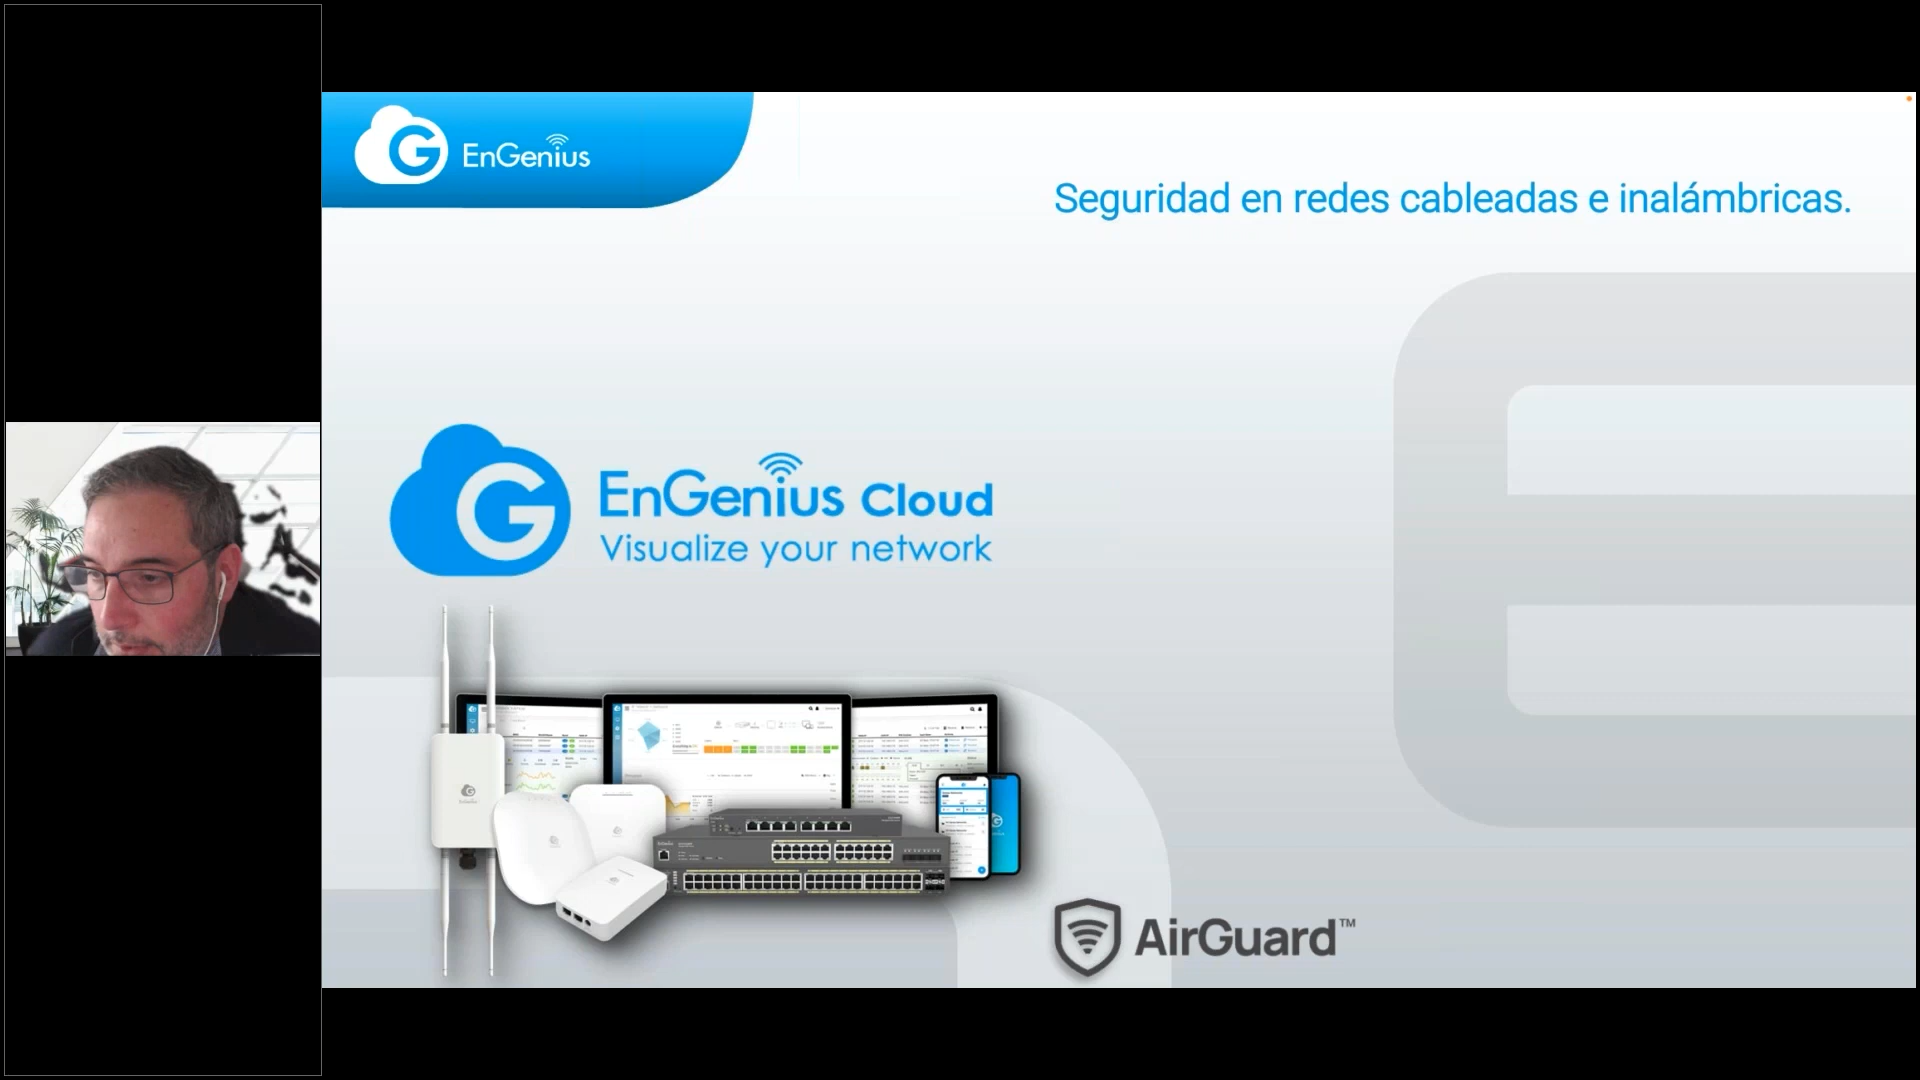 EnGenius
Seguridad en redes cableadas e inalámbricas.
EnGenius Cloud
Visualize your network
AirGuard™